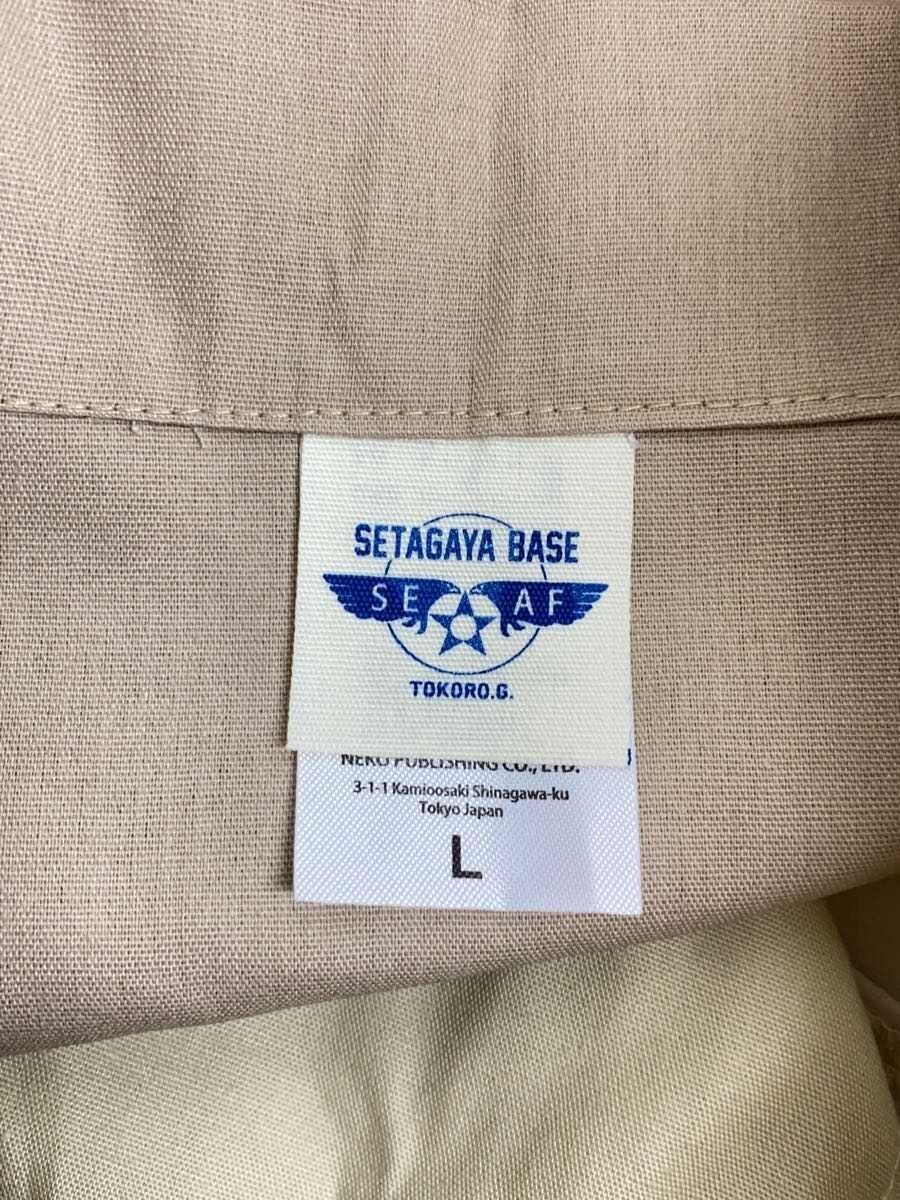 SETAGAYA BASE
SE AF
TOKORO.G.
NEKO PUBLISHING CO., LTD.
3-1-1 Kamioosaki Shinagawa-ku
Tokyo Japan
L